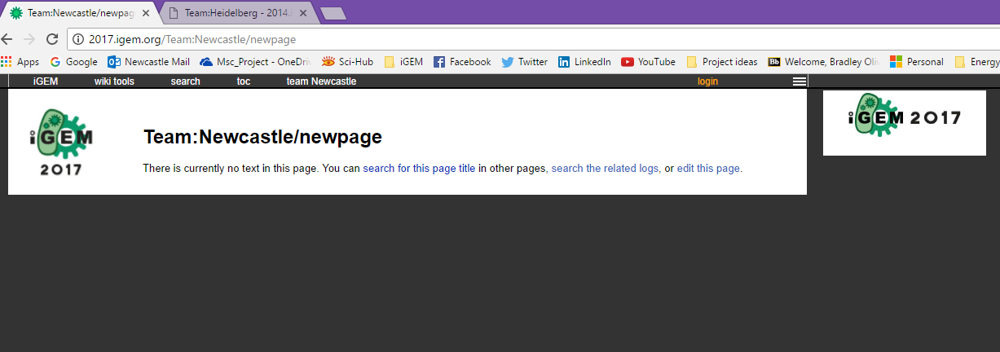 Team:Newcastle/newpag
Team:Heidelberg - 2014.
2017.igem.org/Team:Newcastle/newpage
Apps Google Newcastle Mail Msc_Project - OneDriv Sci-Hub iGEM Facebook Twitter LinkedIn YouTube Project ideas Bb Welcome, Bradley Oliv Personal Energy
iGEM wiki tools search toc team Newcastle login
iGEM
2017
iGEM 2017
Team:Newcastle/newpage
There is currently no text in this page. You can search for this page title in other pages, search the related logs, or edit this page.